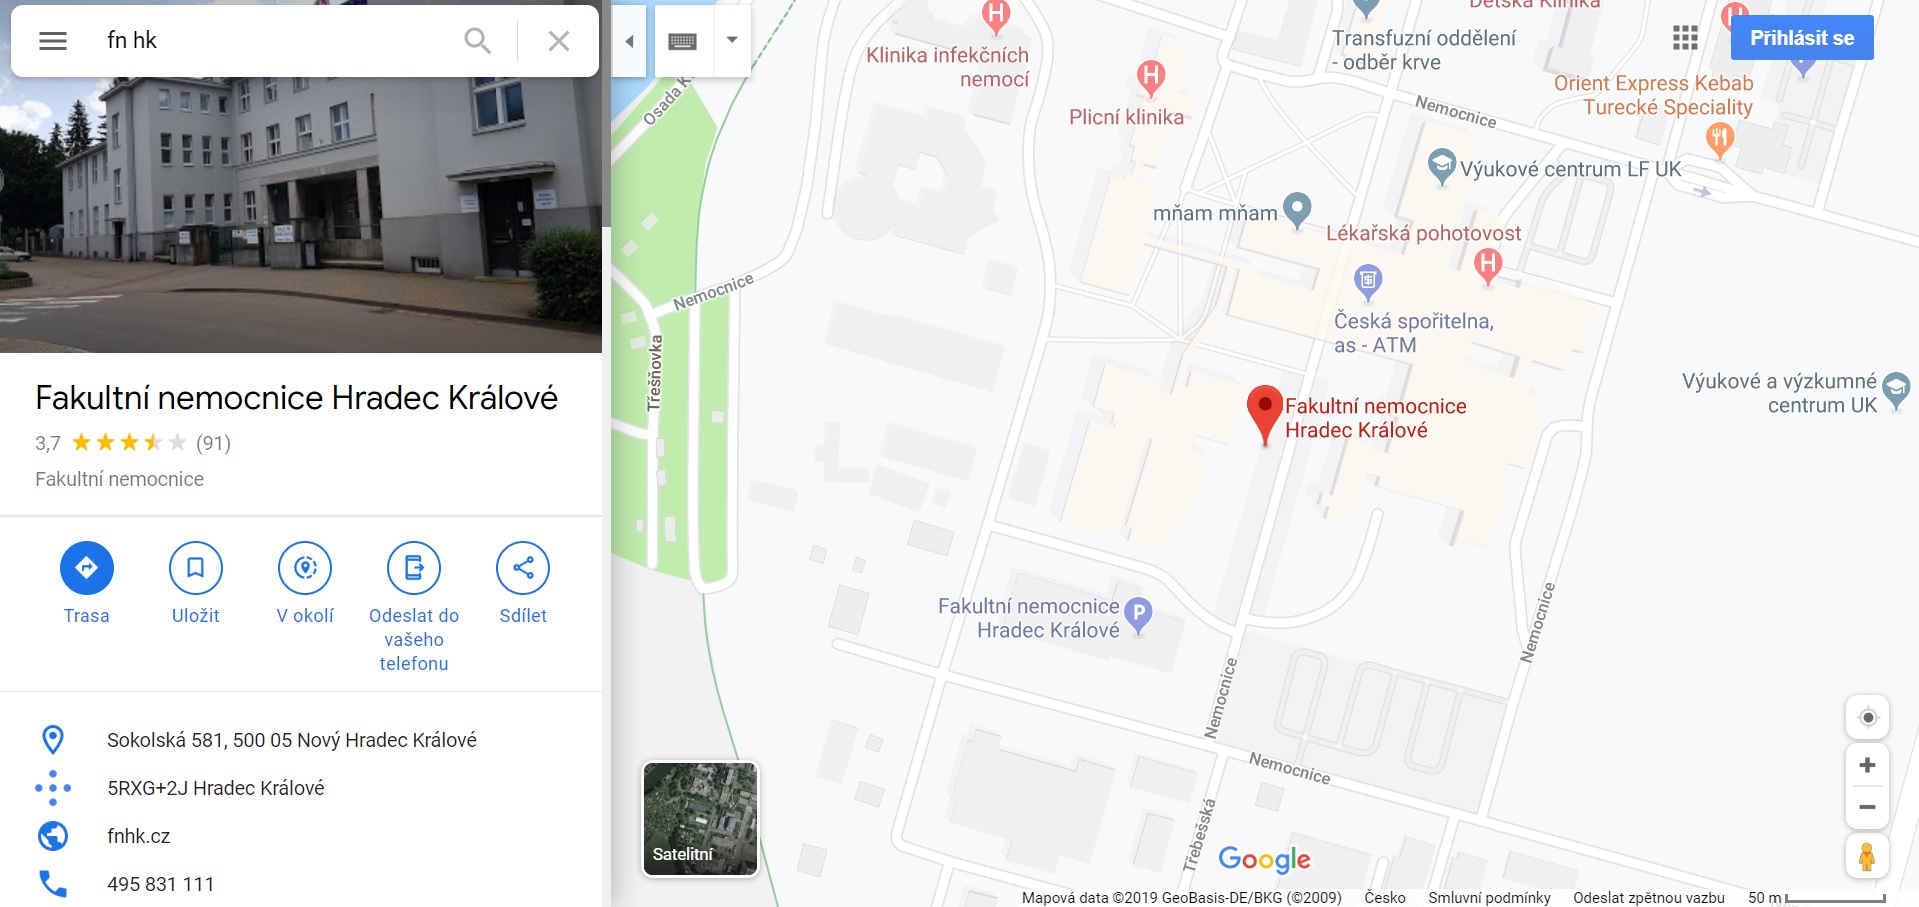 fn hk
Fakultní nemocnice Hradec Králové
3,7 (91)
Fakultní nemocnice
Trasa
Uložit
V okolí
Odeslat do
vašeho
telefonu
Sdílet
Sokolská 581, 500 05 Nový Hradec Králové
5RXG+2J Hradec Králové
fnhk.cz
495 831 111
Přihlásit se
Dětská Klinika
Klinika infekčních
nemocí
Transfuzní oddělení
- odběr krve
Orient Express Kebab
Turecké Speciality
Plicní klinika
Osada K
Nemocnice
Výukové centrum LF UK
mňam mňam
Lékařská pohotovost
Nemocnice
Česká spořitelna,
as - ATM
Třešňovka
Výukové a výzkumné
centrum UK
Fakultní nemocnice
Hradec Králové
Fakultní nemocnice
Hradec Králové
P
Nemocnice
Nemocnice
Nemocnice
Třebešská
Satelitní
Google
Mapová data ©2019 GeoBasis-DE/BKG (©2009) Česko Smluvní podmínky Odeslat zpětnou vazbu 50 m